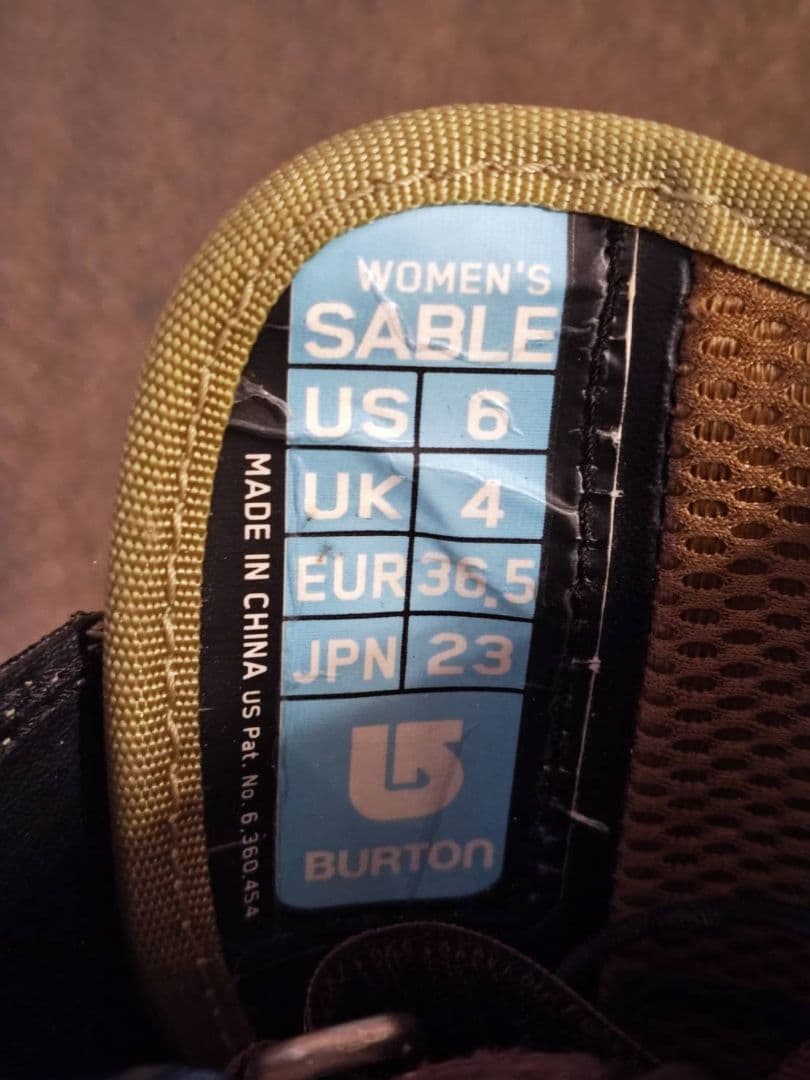 WOMEN'S
SABLE
US 6
UK 4
EUR 36.5
JPN 23
BURTON
MADE IN CHINA US Pat. No. 6,360,454